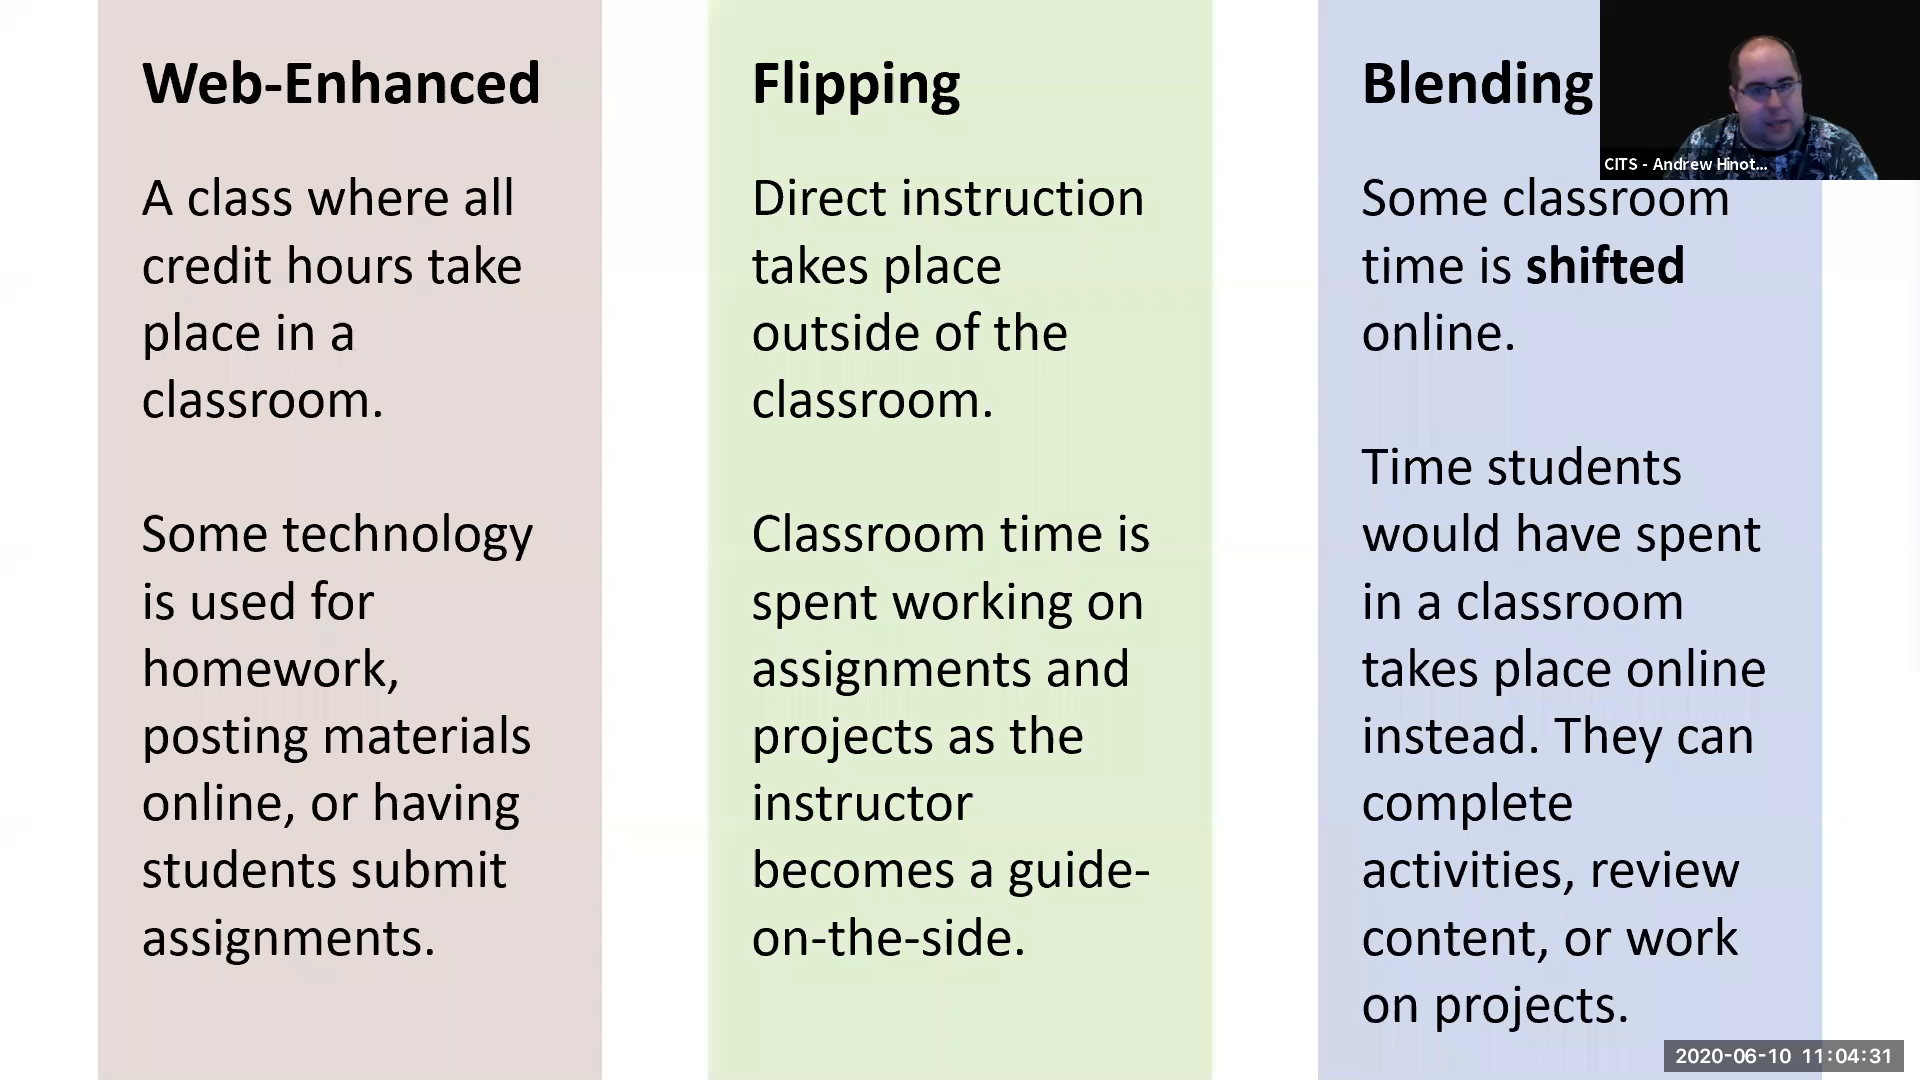 Web-Enhanced
A class where all
credit hours take
place in a
classroom.
Some technology
is used for
homework,
posting materials
online, or having
students submit
assignments.
Flipping
Direct instruction
takes place
outside of the
classroom.
Classroom time is
spent working on
assignments and
projects as the
instructor
becomes a guide-
on-the-side.
Blending
Some classroom
time is shifted
online.
Time students
would have spent
in a classroom
takes place online
instead. They can
complete
activities, review
content, or work
on projects.
CITS - Andrew Hinot...
2020-06-10 11:04:31